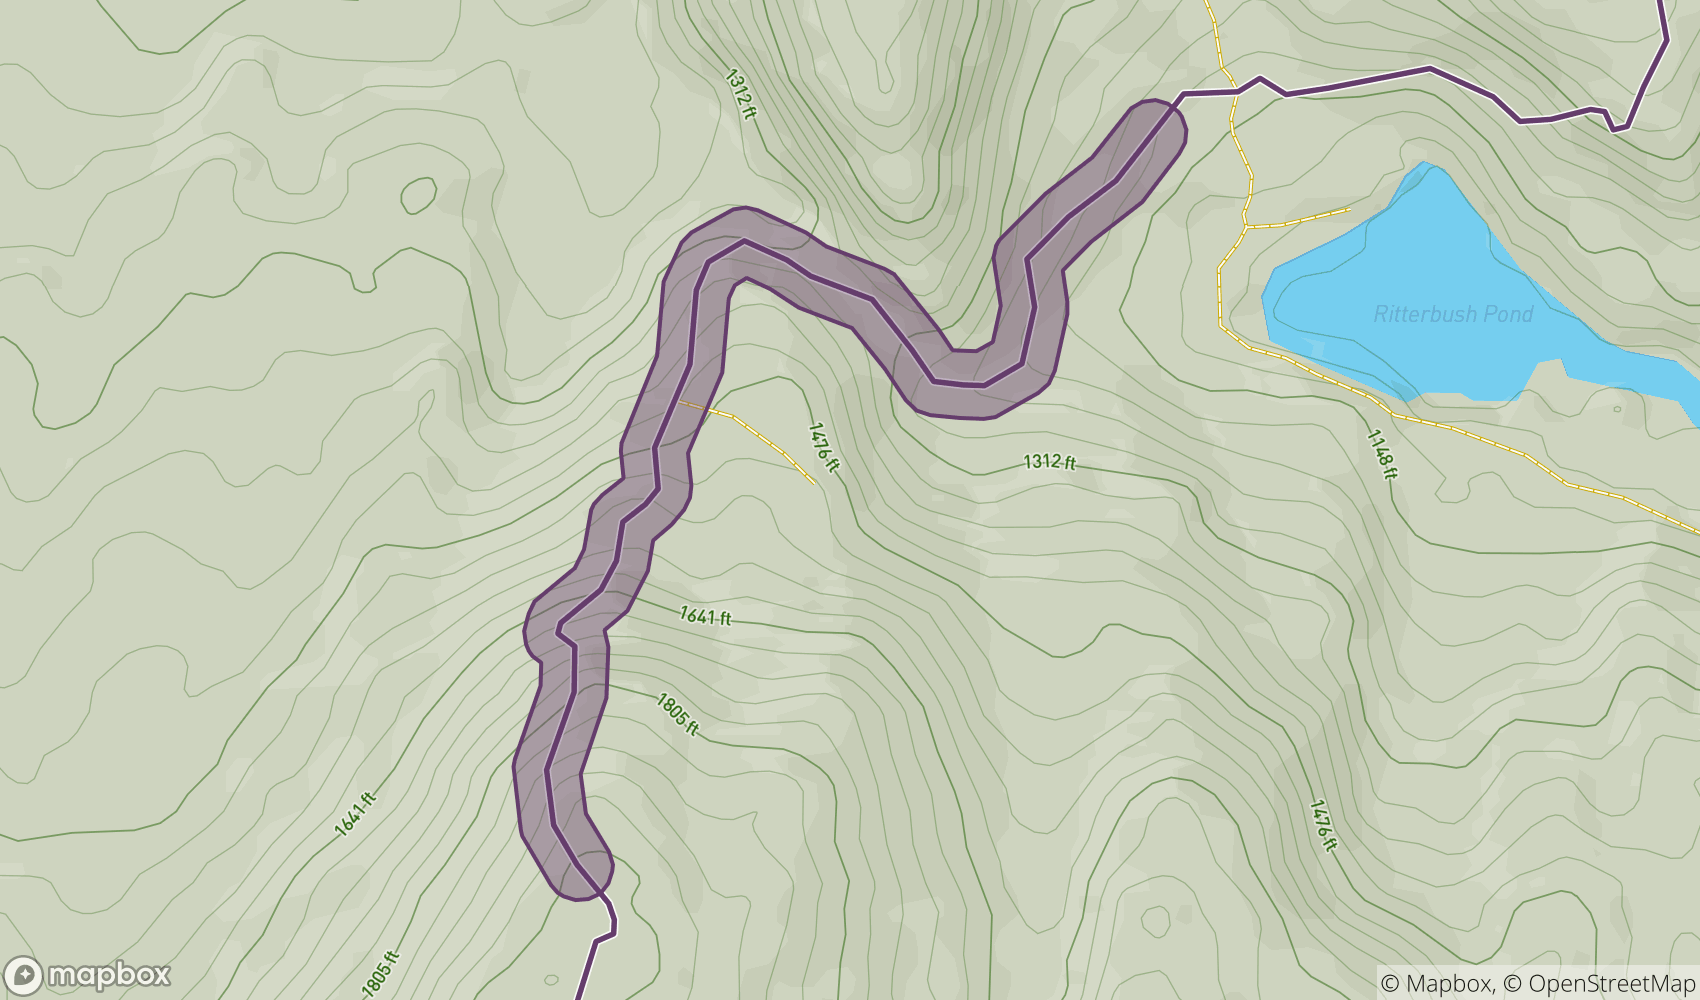 1312 ft
Ritterbush Pond
1476 ft
1312 ft
1148 ft
1641 ft
1805 ft
1641 ft
1476 ft
1805 ft
mapbox
© Mapbox, © OpenStreetMap